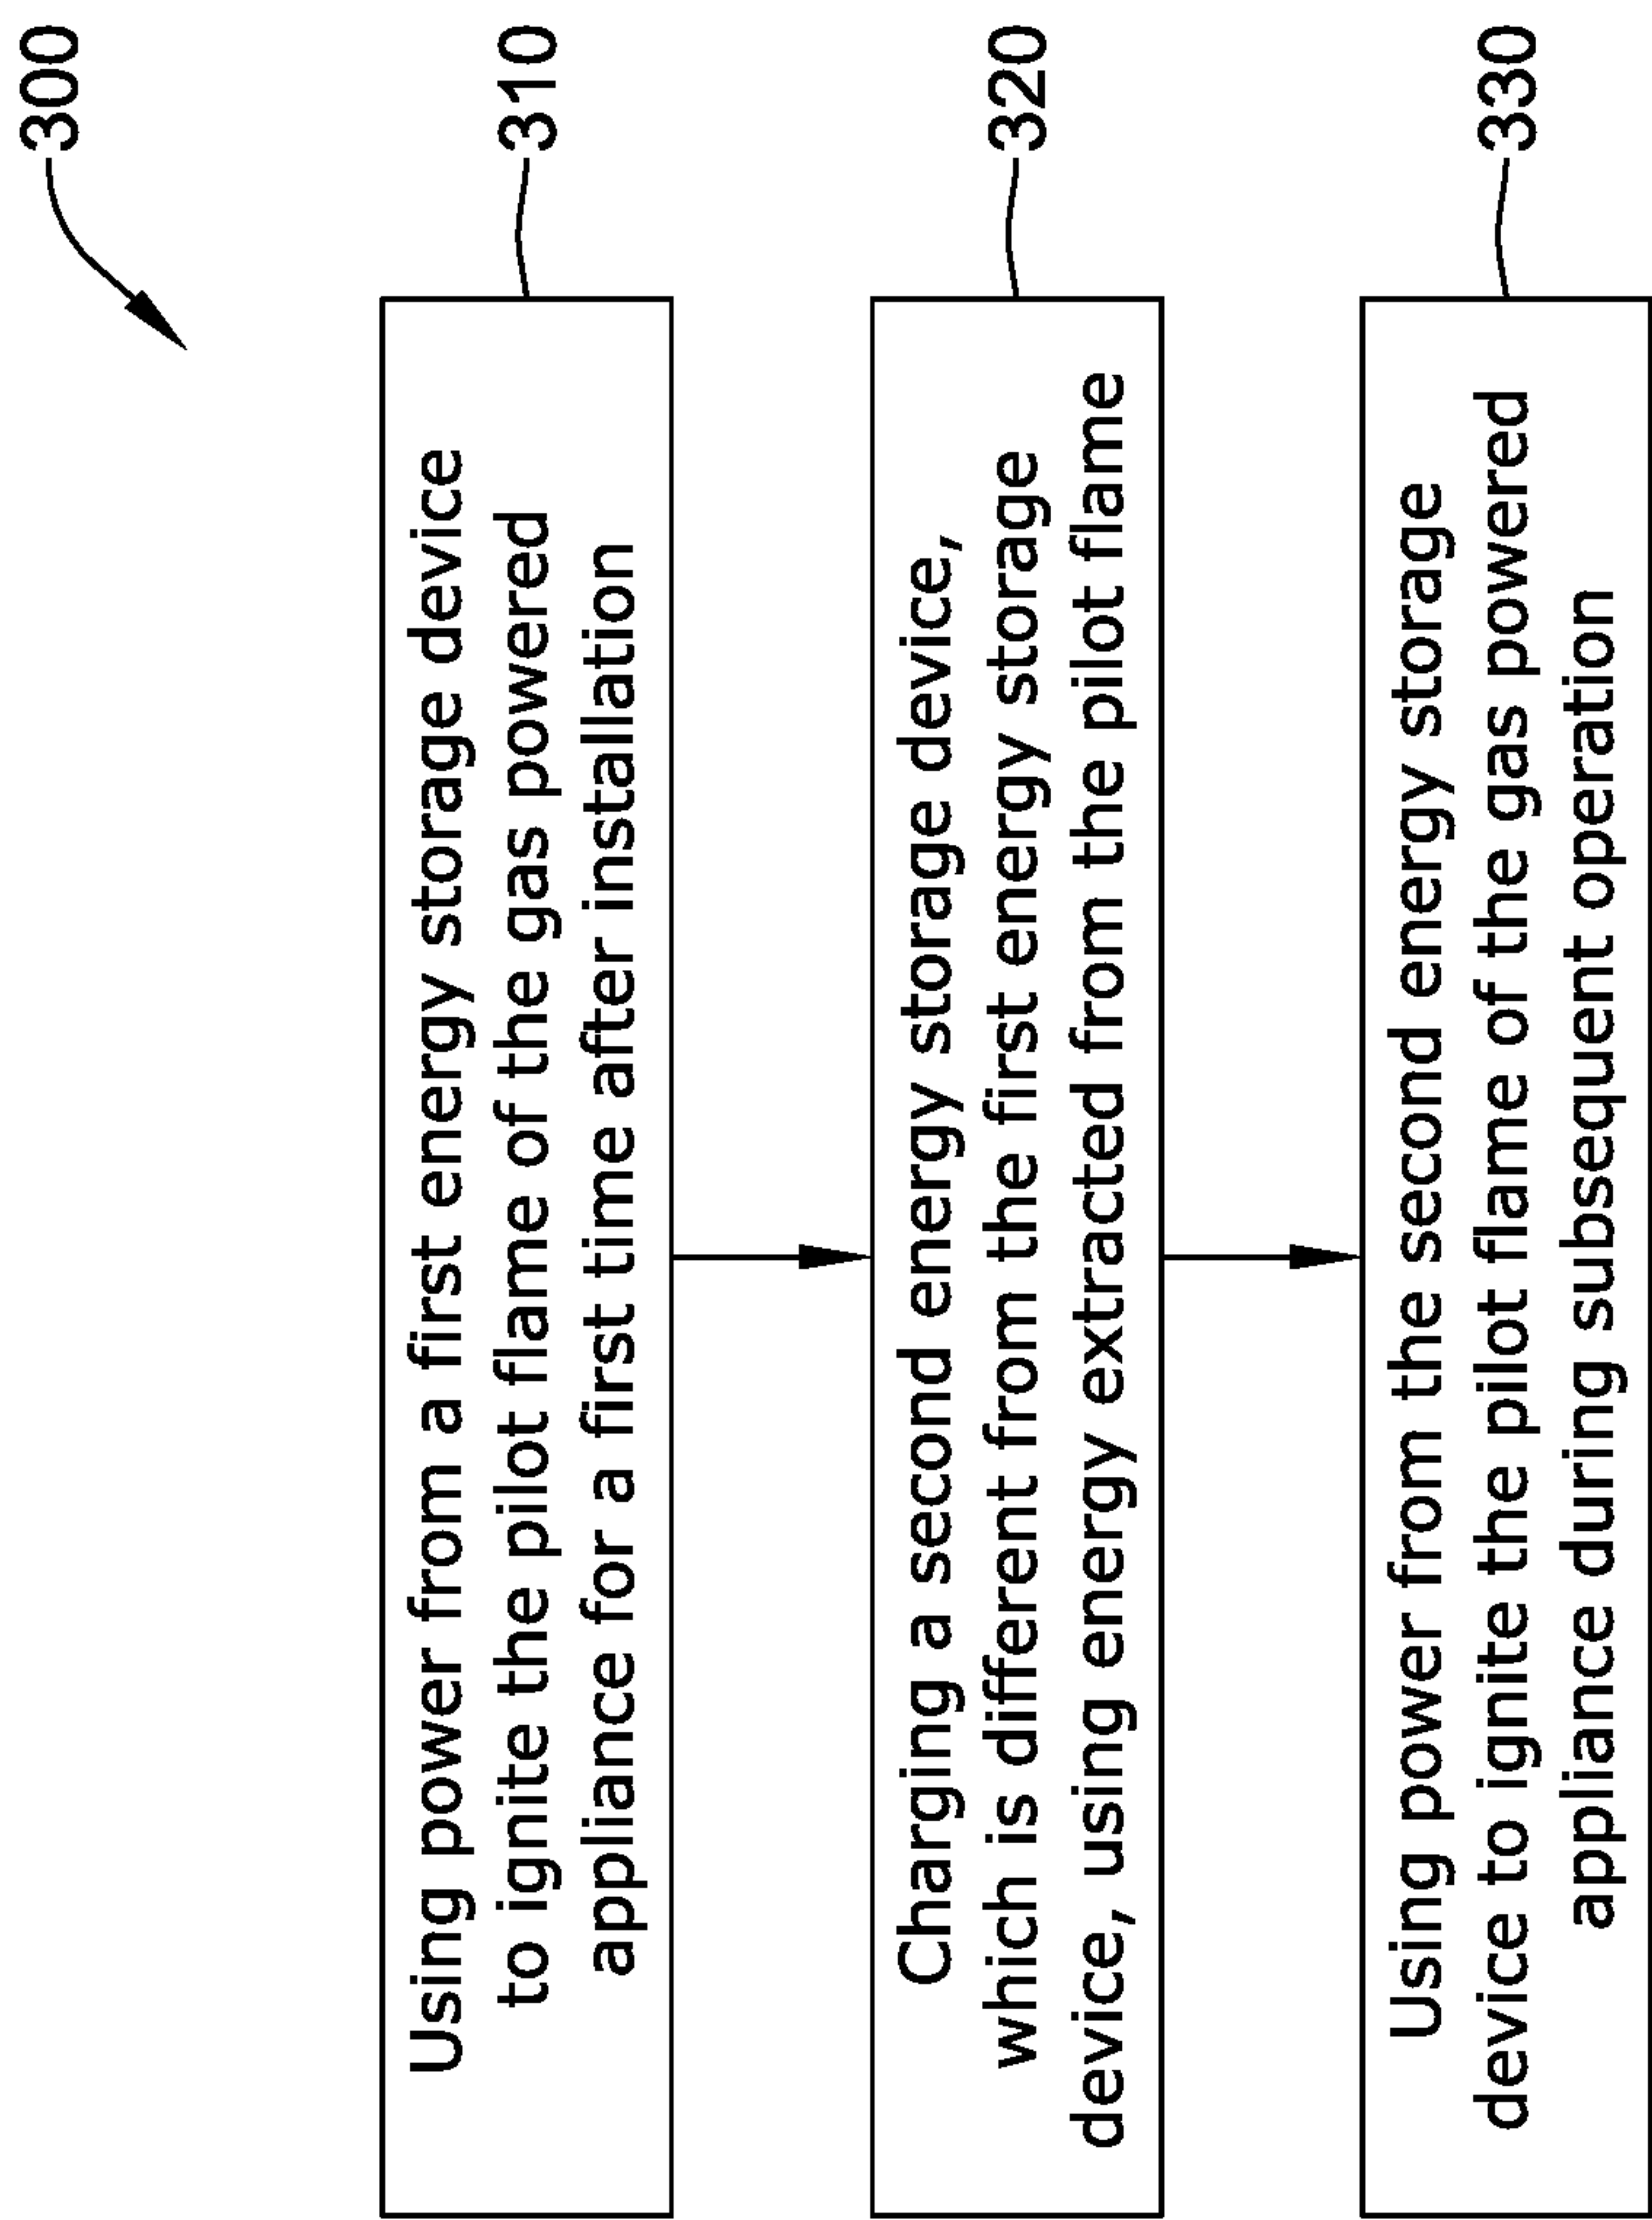 300
Using power from a first energy storage device
to ignite the pilot flame of the gas powered
appliance for a first time after installation
310
Charging a second energy storage device,
which is different from the first energy storage
device, using energy extracted from the pilot flame
320
Using power from the second energy storage
device to ignite the pilot flame of the gas powered
appliance during subsequent operation
330